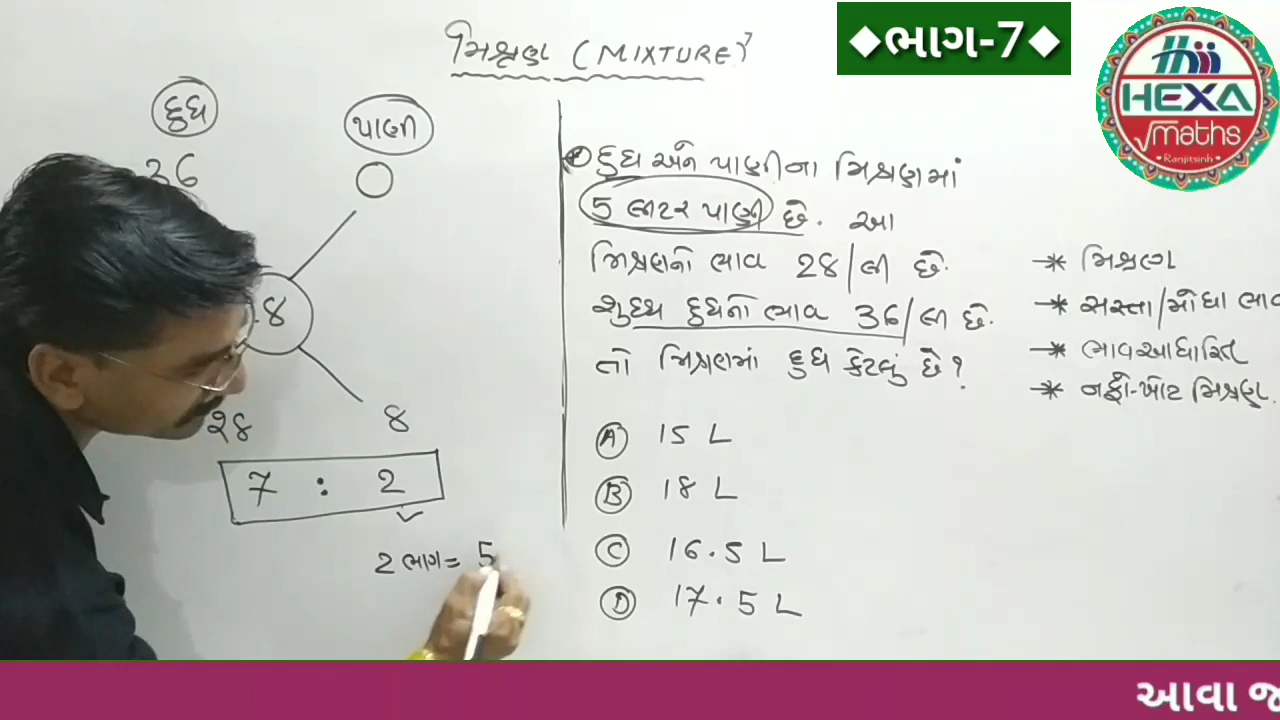 મિશ્રણ (MIXTURE)
◆ભાગ-7◆
HEXA
√maths
Ranjitsinh
દુધ
પાણી
36
0
8
28
8
7 : 2
2 ભાગ = 5
દુધ અને પાણીના મિશ્રણમાં
5 લીટર પાણી છે. આ
મિશ્રણનો ભાવ 28/લી છે.
શુધ્ધ દુધનો ભાવ 36/લી છે.
તો મિશ્રણમાં દુધ કેટલું છે?
(A) 15 L
(B) 18 L
(C) 16.5 L
(D) 17.5 L
* મિશ્રણ
* સસ્તા/મોંઘા ભાવ
* ભાવઆધારિત
* નફો-ખોટ મિશ્રણ.
આવા